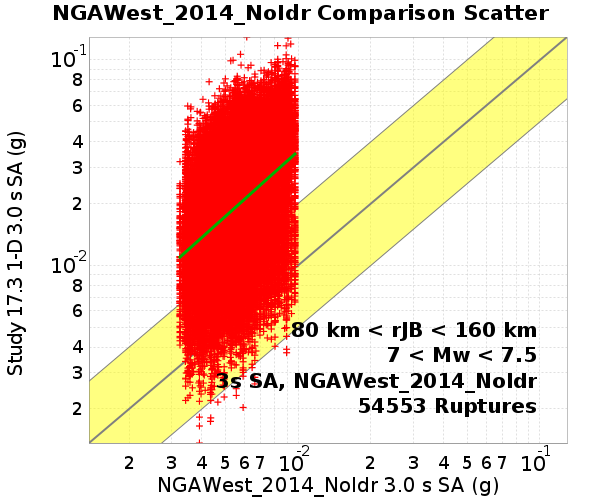 NGAWest_2014_NoIdr Comparison Scatter
Study 17.3 1-D 3.0 s SA (g)
10-1
8
6
4
3
2
10-2
8
6
4
3
2
80 km < rJB < 160 km
7 < Mw < 7.5
3s SA, NGAWest_2014_NoIdr
54553 Ruptures
2 3 4 5 6 7 10-2 2 3 4 5 6 7 10-1
NGAWest_2014_NoIdr 3.0 s SA (g)